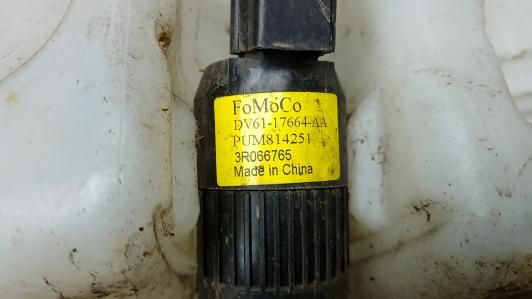 FoMoCo
DV61-17664-AA
PUM814251
3R066765
Made in China